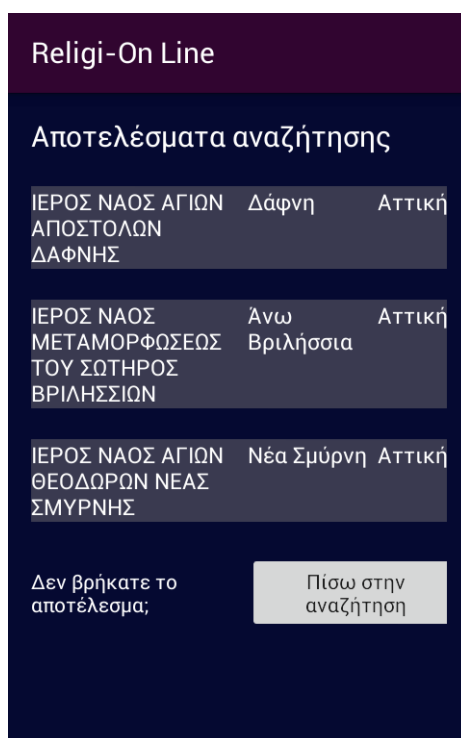 Religi-On Line
Αποτελέσματα αναζήτησης
ΙΕΡΟΣ ΝΑΟΣ ΑΓΙΩΝ Δάφνη Αττική
ΑΠΟΣΤΟΛΩΝ
ΔΑΦΝΗΣ
ΙΕΡΟΣ ΝΑΟΣ Άνω Αττική
ΜΕΤΑΜΟΡΦΩΣΕΩΣ Βριλήσσια
ΤΟΥ ΣΩΤΗΡΟΣ
ΒΡΙΛΗΣΣΙΩΝ
ΙΕΡΟΣ ΝΑΟΣ ΑΓΙΩΝ Νέα Σμύρνη Αττική
ΘΕΟΔΩΡΩΝ ΝΕΑΣ
ΣΜΥΡΝΗΣ
Δεν βρήκατε το
αποτέλεσμα;
Πίσω στην
αναζήτηση